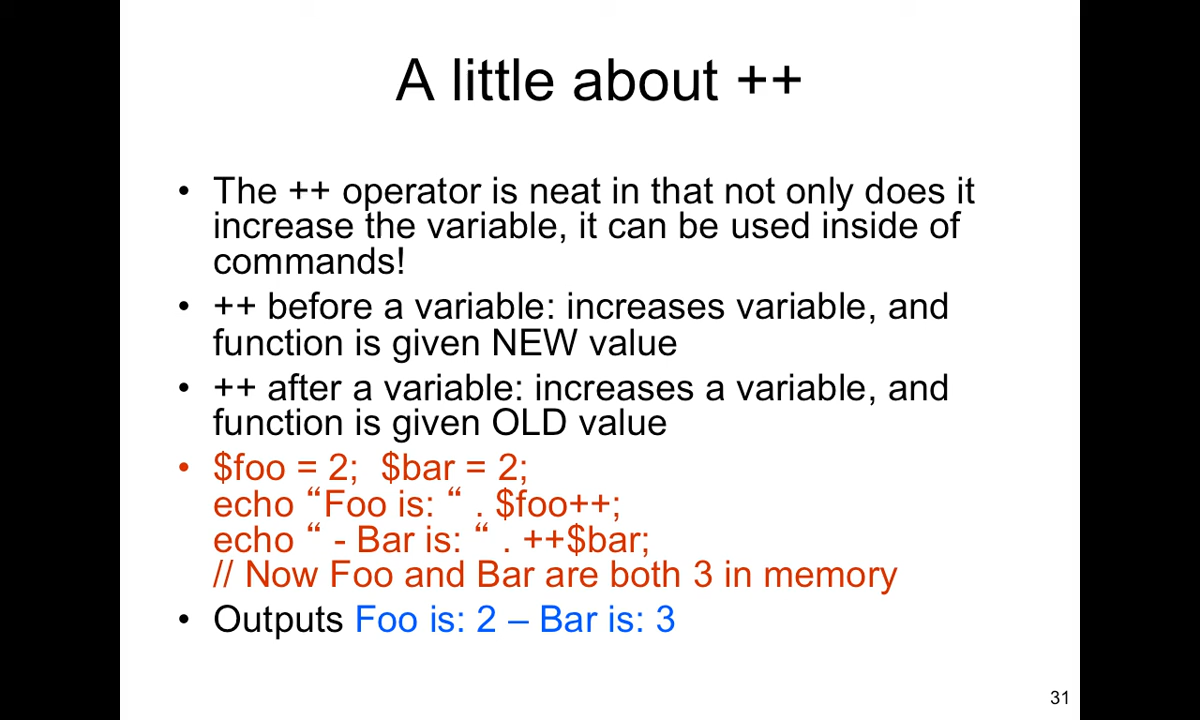 A little about ++
• The ++ operator is neat in that not only does it
increase the variable, it can be used inside of
commands!
• ++ before a variable: increases variable, and
function is given NEW value
• ++ after a variable: increases a variable, and
function is given OLD value
• $foo = 2;  $bar = 2;
echo “Foo is: “ . $foo++;
echo “ - Bar is: “ . ++$bar;
// Now Foo and Bar are both 3 in memory
• Outputs Foo is: 2 – Bar is: 3
31